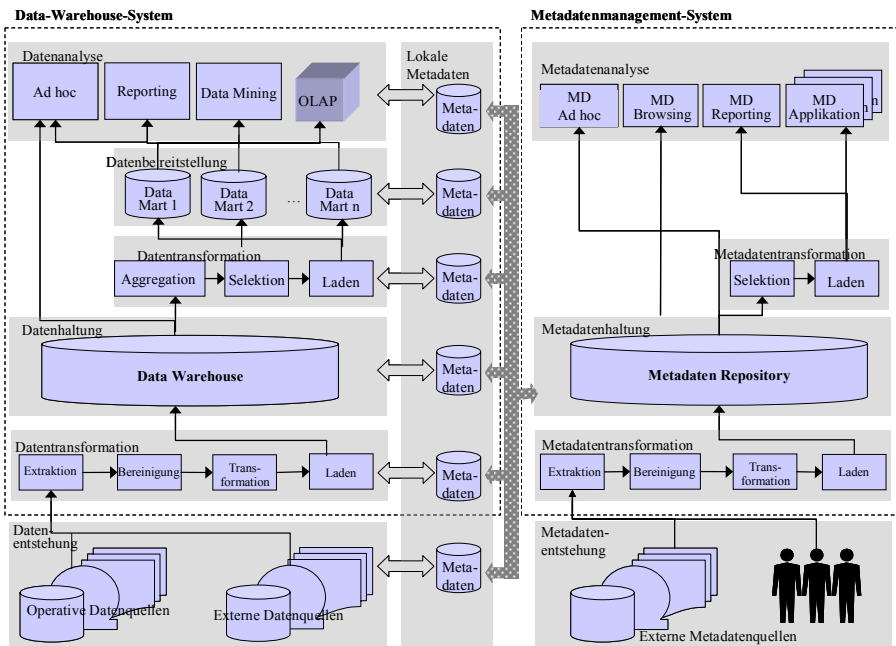 Data-Warehouse-System
Datenanalyse
Ad hoc
Reporting
Data Mining
OLAP
Lokale
Metadaten
Meta-
daten
Datenbereitstellung
Data
Mart 1
Data
Mart 2
...
Data
Mart n
Meta-
daten
Datentransformation
Aggregation
Selektion
Laden
Meta-
daten
Datenhaltung
Data Warehouse
Meta-
daten
Datentransformation
Extraktion
Bereinigung
Trans-
formation
Laden
Meta-
daten
Daten-
entstehung
Operative Datenquellen
Externe Datenquellen
Meta-
daten
Metadatenmanagement-System
Metadatenanalyse
MD
Ad hoc
MD
Browsing
MD
Reporting
MD
Applikation
n
Metadatentransformation
Selektion
Laden
Metadatenhaltung
Metadaten Repository
Metadatentransformation
Extraktion
Bereinigung
Trans-
formation
Laden
Metadaten-
entstehung
Externe Metadatenquellen